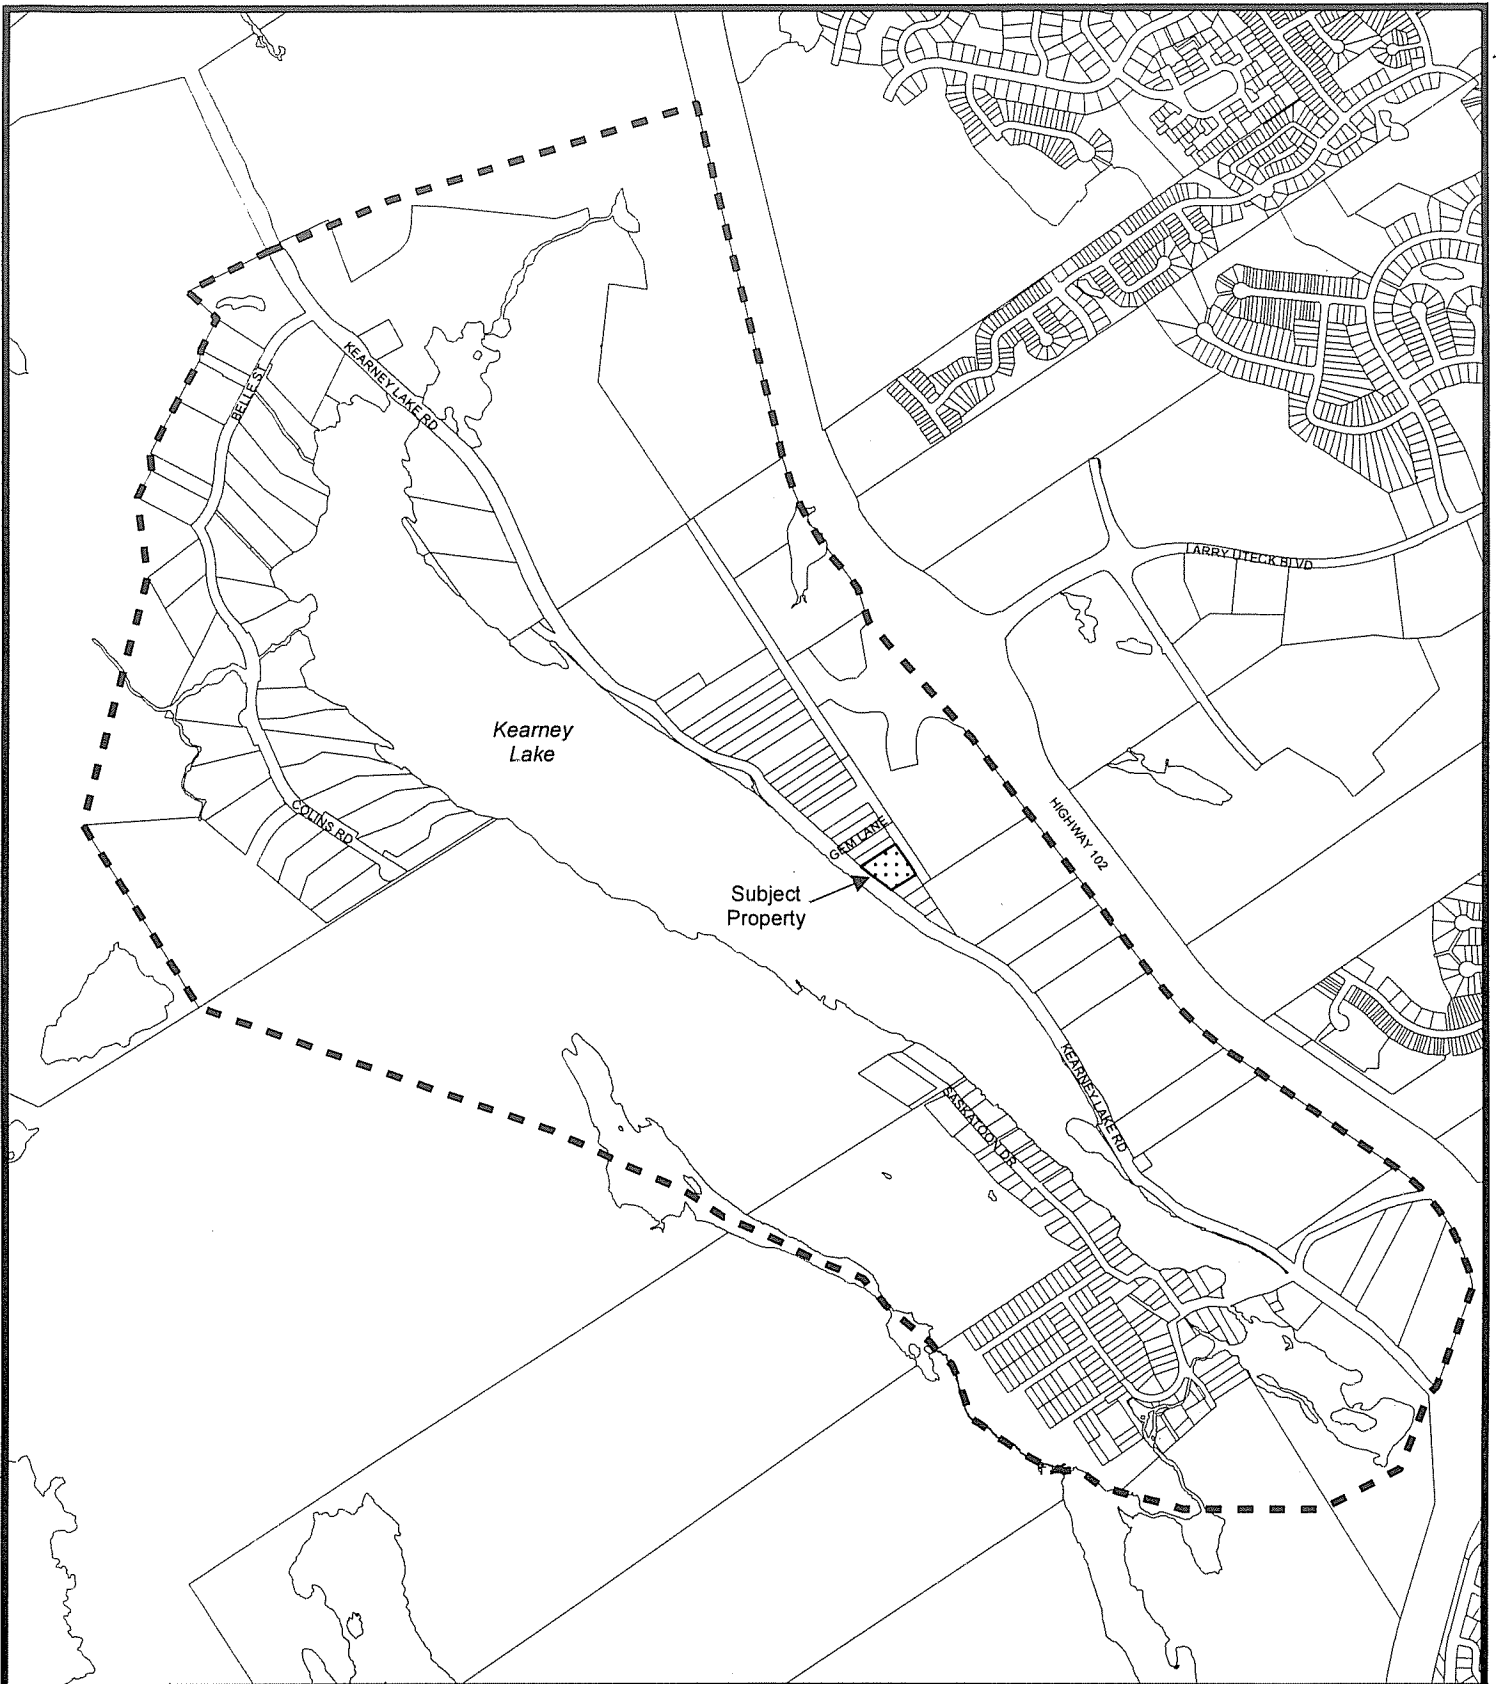 KEARNEY LAKE RD
BELLE ST
LARRY UTECK BLVD
Kearney
Lake
COLINS RD
GEM LANE
HIGHWAY 102
Subject
Property
KEARNEY LAKE RD
SASKATOON DR